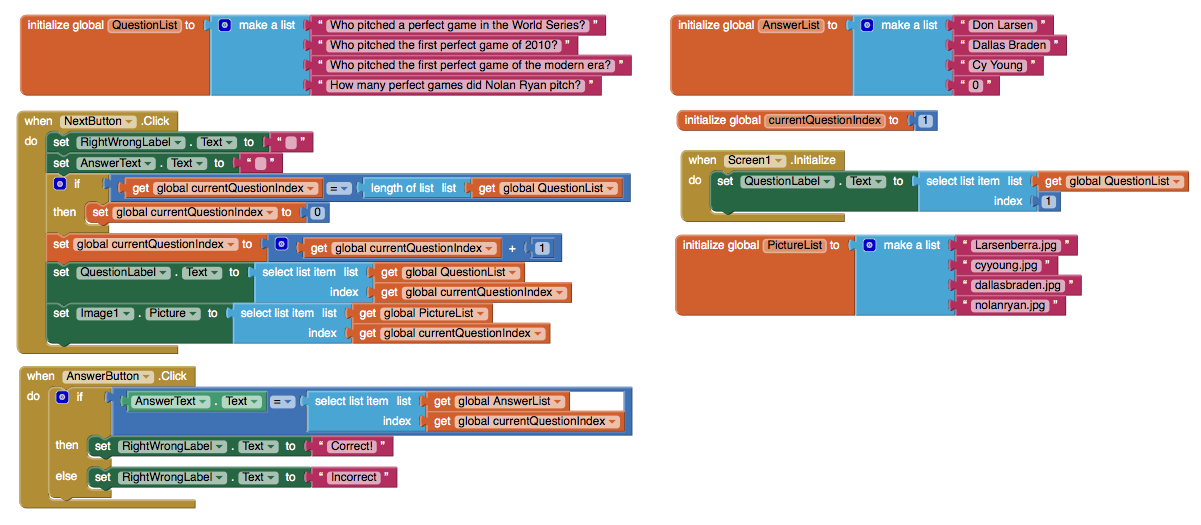 initialize global QuestionList to make a list " Who pitched a perfect game in the World Series? "
" Who pitched the first perfect game of 2010? "
" Who pitched the first perfect game of the modern era? "
" How many perfect games did Nolan Ryan pitch? "
when NextButton .Click
do set RightWrongLabel . Text to " "
set AnswerText . Text to " "
if get global currentQuestionIndex = length of list list get global QuestionList
then set global currentQuestionIndex to 0
set global currentQuestionIndex to get global currentQuestionIndex + 1
set QuestionLabel . Text to select list item list get global QuestionList
index get global currentQuestionIndex
set Image1 . Picture to select list item list get global PictureList
index get global currentQuestionIndex
when AnswerButton .Click
do if AnswerText . Text = select list item list get global AnswerList
index get global currentQuestionIndex
then set RightWrongLabel . Text to " Correct! "
else set RightWrongLabel . Text to " Incorrect "
initialize global AnswerList to make a list " Don Larsen "
" Dallas Braden "
" Cy Young "
" 0 "
initialize global currentQuestionIndex to 1
when Screen1 .Initialize
do set QuestionLabel . Text to select list item list get global QuestionList
index 1
initialize global PictureList to make a list " Larsenberra.jpg "
" cyyoung.jpg "
" dallasbraden.jpg "
" nolanryan.jpg "